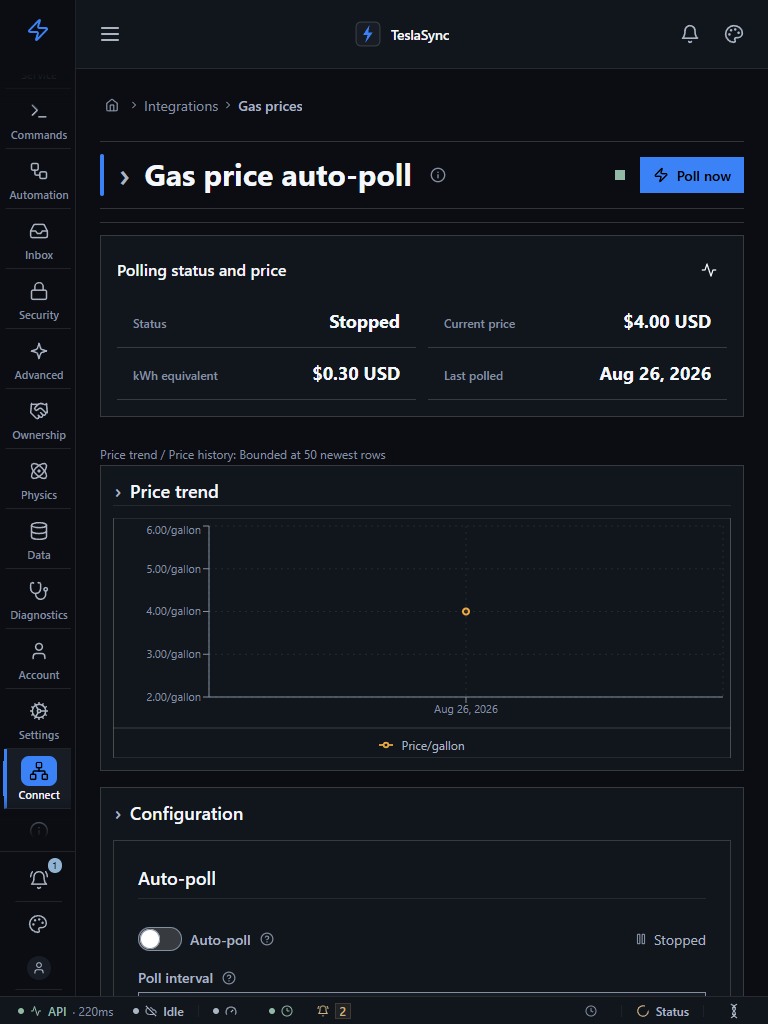 TeslaSync
Commands
Automation
Inbox
Security
Advanced
Ownership
Physics
Data
Diagnostics
Account
Settings
Connect
1
Integrations
Gas prices
Gas price auto-poll
Poll now
Polling status and price
Status
Stopped
Current price
$4.00 USD
kWh equivalent
$0.30 USD
Last polled
Aug 26, 2026
Price trend / Price history: Bounded at 50 newest rows
Price trend
6.00/gallon
5.00/gallon
4.00/gallon
3.00/gallon
2.00/gallon
Aug 26, 2026
Price/gallon
Configuration
Auto-poll
Auto-poll
Stopped
Poll interval
API · 220ms
Idle
2
Status